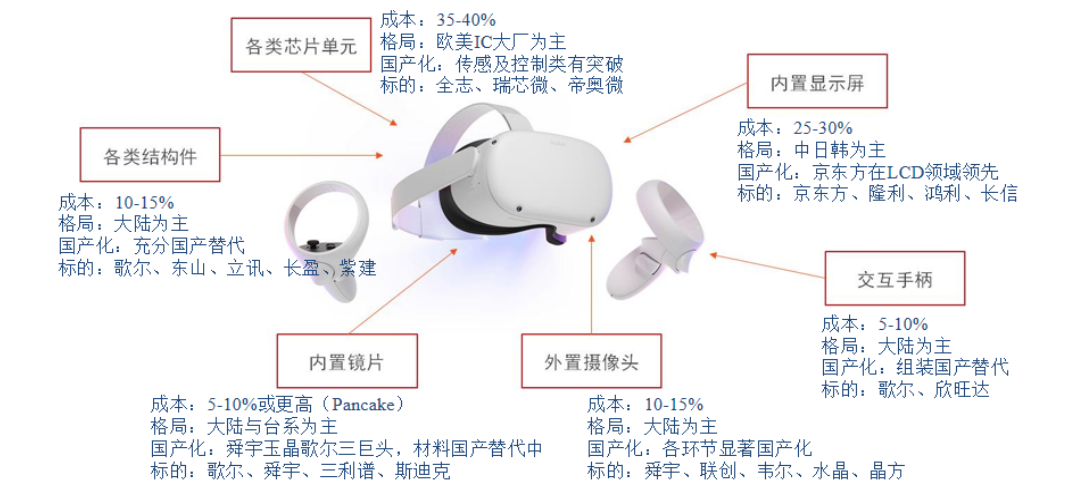 各类芯片单元
成本：35-40%
格局：欧美IC大厂为主
国产化：传感及控制类有突破
标的：全志、瑞芯微、帝奥微
内置显示屏
成本：25-30%
格局：中日韩为主
国产化：京东方在LCD领域领先
标的：京东方、隆利、鸿利、长信
各类结构件
成本：10-15%
格局：大陆为主
国产化：充分国产替代
标的：歌尔、东山、立讯、长盈、紫建
交互手柄
成本：5-10%
格局：大陆为主
国产化：组装国产替代
标的：歌尔、欣旺达
内置镜片
成本：5-10%或更高（Pancake）
格局：大陆与台系为主
国产化：舜宇玉晶歌尔三巨头，材料国产替代中
标的：歌尔、舜宇、三利谱、斯迪克
外置摄像头
成本：10-15%
格局：大陆为主
国产化：各环节显著国产化
标的：舜宇、联创、韦尔、水晶、晶方